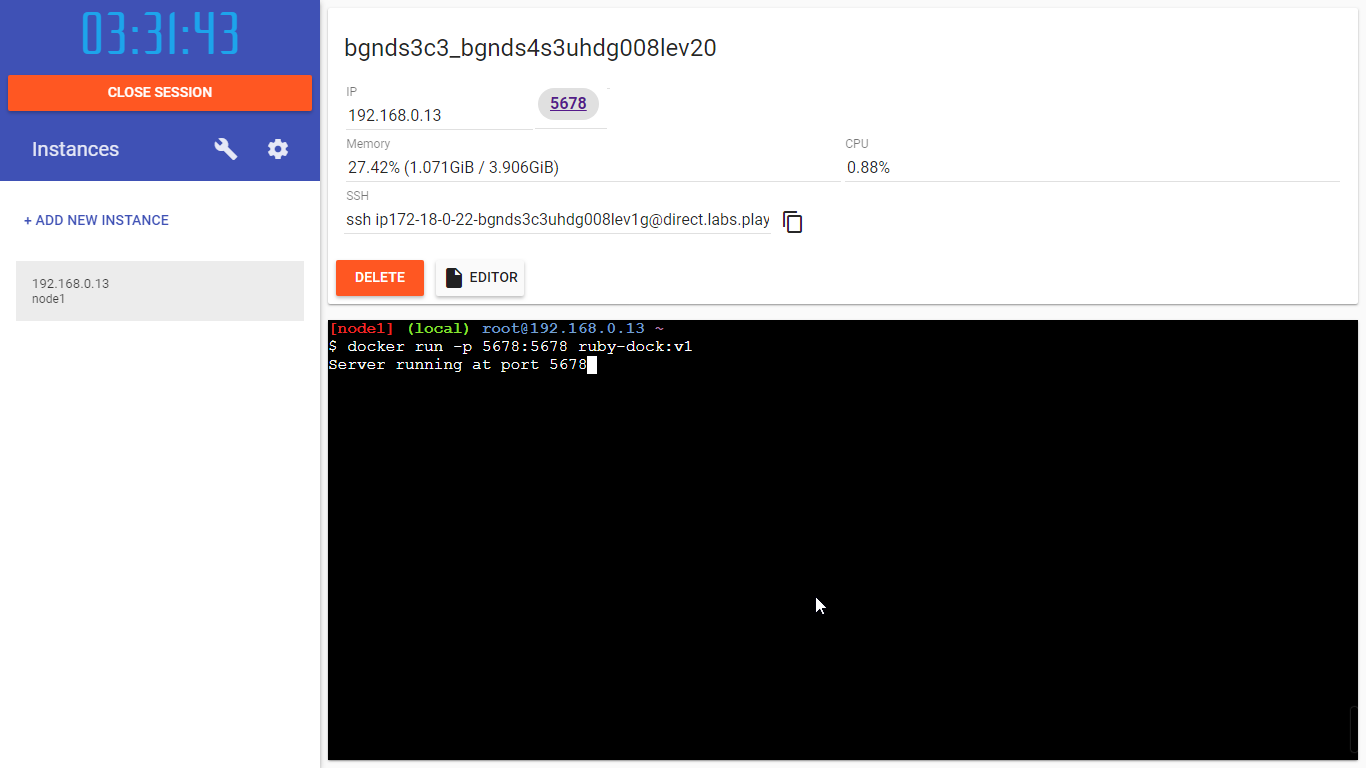 03:31:43
CLOSE SESSION
Instances
+ ADD NEW INSTANCE
192.168.0.13
node1
bgnds3c3_bgnds4s3uhdg008lev20
IP
192.168.0.13
5678
Memory
27.42% (1.071GiB / 3.906GiB)
CPU
0.88%
SSH
ssh ip172-18-0-22-bgnds3c3uhdg008lev1g@direct.labs.play
DELETE
EDITOR
[node1] (local) root@192.168.0.13 ~
$ docker run -p 5678:5678 ruby-dock:v1
Server running at port 5678